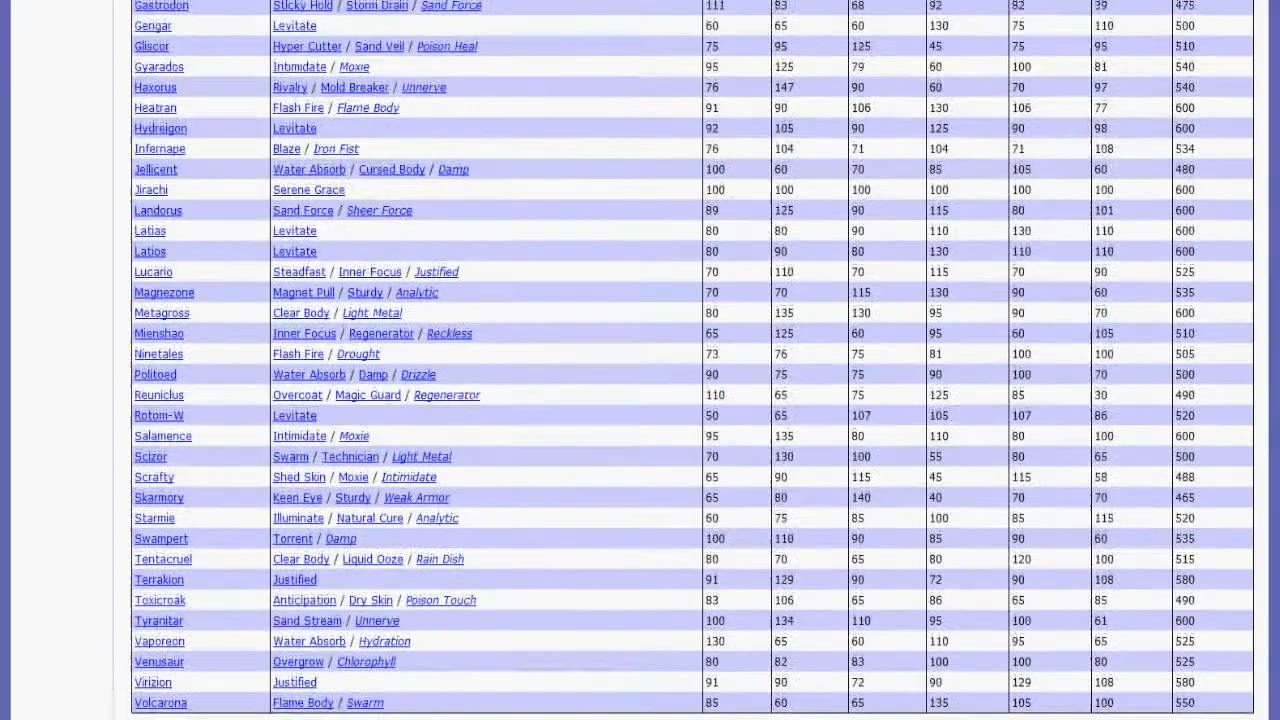 Gastrodon Sticky Hold / Storm Drain / Sand Force 111 83 68 92 82 39 475
Gengar Levitate 60 65 60 130 75 110 500
Gliscor Hyper Cutter / Sand Veil / Poison Heal 75 95 125 45 75 95 510
Gyarados Intimidate / Moxie 95 125 79 60 100 81 540
Haxorus Rivalry / Mold Breaker / Unnerve 76 147 90 60 70 97 540
Heatran Flash Fire / Flame Body 91 90 106 130 106 77 600
Hydreigon Levitate 92 105 90 125 90 98 600
Infernape Blaze / Iron Fist 76 104 71 104 71 108 534
Jellicent Water Absorb / Cursed Body / Damp 100 60 70 85 105 60 480
Jirachi Serene Grace 100 100 100 100 100 100 600
Landorus Sand Force / Sheer Force 89 125 90 115 80 101 600
Latias Levitate 80 80 90 110 130 110 600
Latios Levitate 80 90 80 130 110 110 600
Lucario Steadfast / Inner Focus / Justified 70 110 70 115 70 90 525
Magnezone Magnet Pull / Sturdy / Analytic 70 70 115 130 90 60 535
Metagross Clear Body / Light Metal 80 135 130 95 90 70 600
Mienshao Inner Focus / Regenerator / Reckless 65 125 60 95 60 105 510
Ninetales Flash Fire / Drought 73 76 75 81 100 100 505
Politoed Water Absorb / Damp / Drizzle 90 75 75 90 100 70 500
Reuniclus Overcoat / Magic Guard / Regenerator 110 65 75 125 85 30 490
Rotom-W Levitate 50 65 107 105 107 86 520
Salamence Intimidate / Moxie 95 135 80 110 80 100 600
Scizor Swarm / Technician / Light Metal 70 130 100 55 80 65 500
Scrafty Shed Skin / Moxie / Intimidate 65 90 115 45 115 58 488
Skarmory Keen Eye / Sturdy / Weak Armor 65 80 140 40 70 70 465
Starmie Illuminate / Natural Cure / Analytic 60 75 85 100 85 115 520
Swampert Torrent / Damp 100 110 90 85 90 60 535
Tentacruel Clear Body / Liquid Ooze / Rain Dish 80 70 65 80 120 100 515
Terrakion Justified 91 129 90 72 90 108 580
Toxicroak Anticipation / Dry Skin / Poison Touch 83 106 65 86 65 85 490
Tyranitar Sand Stream / Unnerve 100 134 110 95 100 61 600
Vaporeon Water Absorb / Hydration 130 65 60 110 95 65 525
Venusaur Overgrow / Chlorophyll 80 82 83 100 100 80 525
Virizion Justified 91 90 72 90 129 108 580
Volcarona Flame Body / Swarm 85 60 65 135 105 100 550